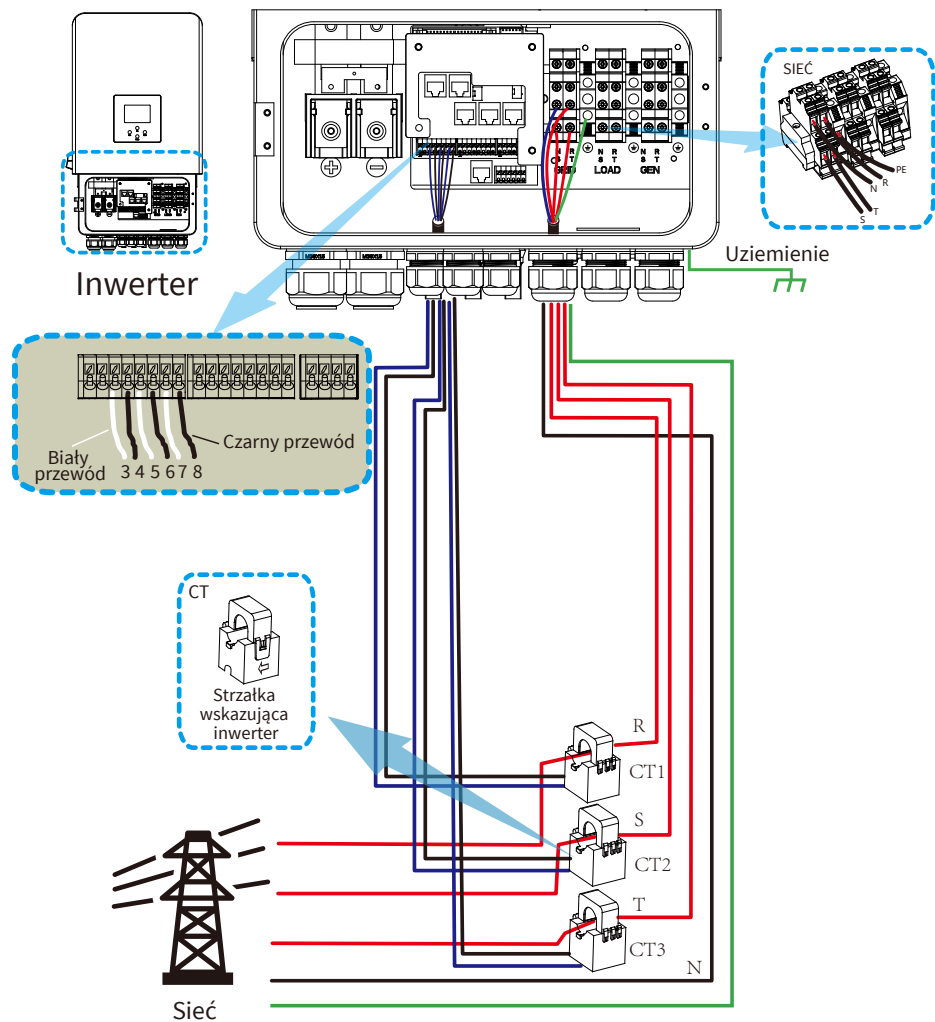 SIEĆ
PE
R
N
T
S
N R
S T
GRID
N R
S T
LOAD
N R
S T
GEN
Uziemienie
Inwerter
Biały
przewód
3 4 5 6 7 8
Czarny przewód
CT
Strzałka
wskazująca
inwerter
R
CT1
S
CT2
T
CT3
N
Sieć